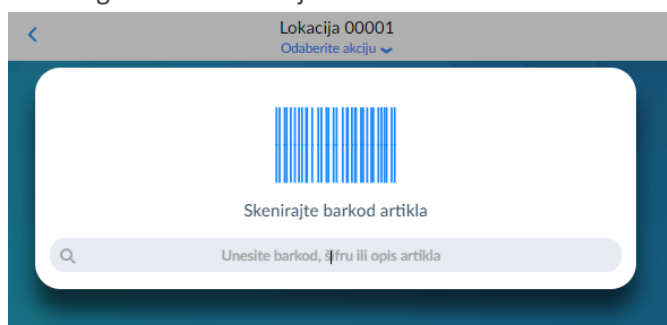 Lokacija 00001
Odaberite akciju
Skenirajte barkod artikla
Unesite barkod, šifru ili opis artikla